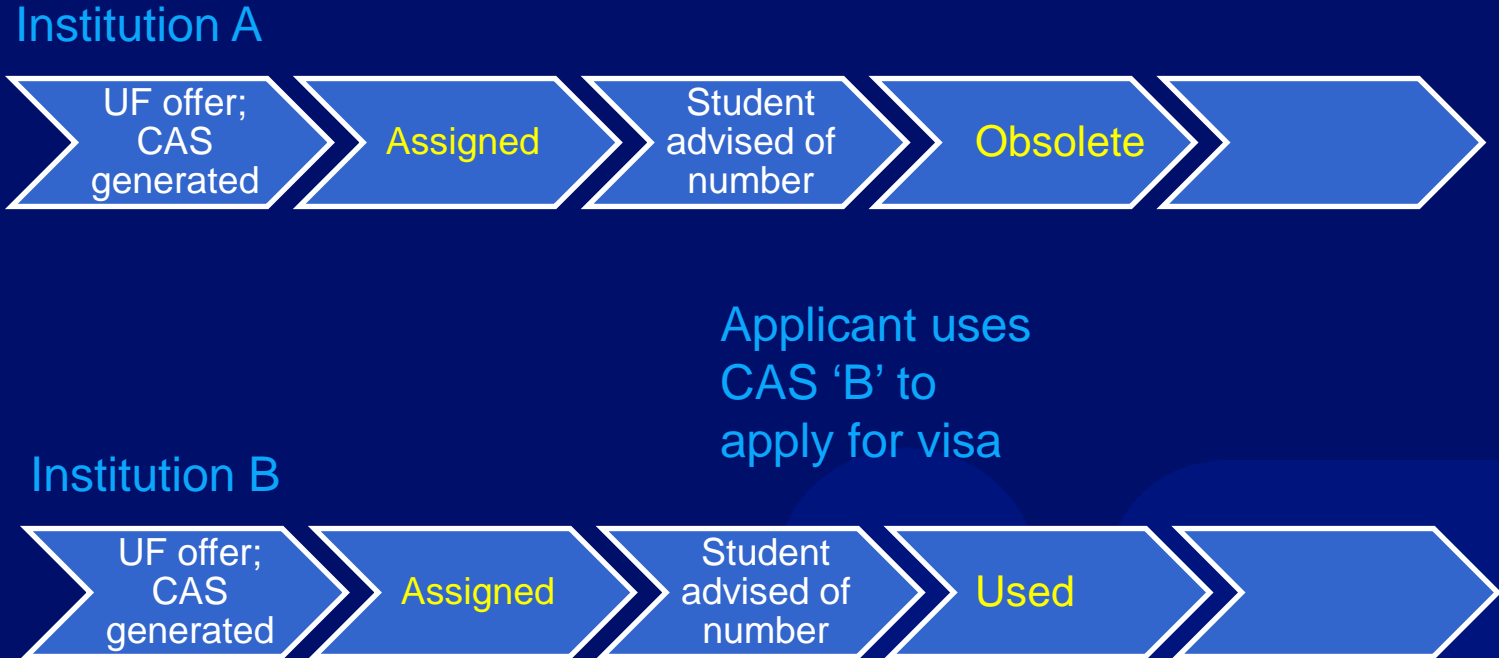 Institution A
UF offer;
CAS
generated
Assigned
Student
advised of
number
Obsolete
Applicant uses
CAS ‘B’ to
apply for visa
Institution B
UF offer;
CAS
generated
Assigned
Student
advised of
number
Used